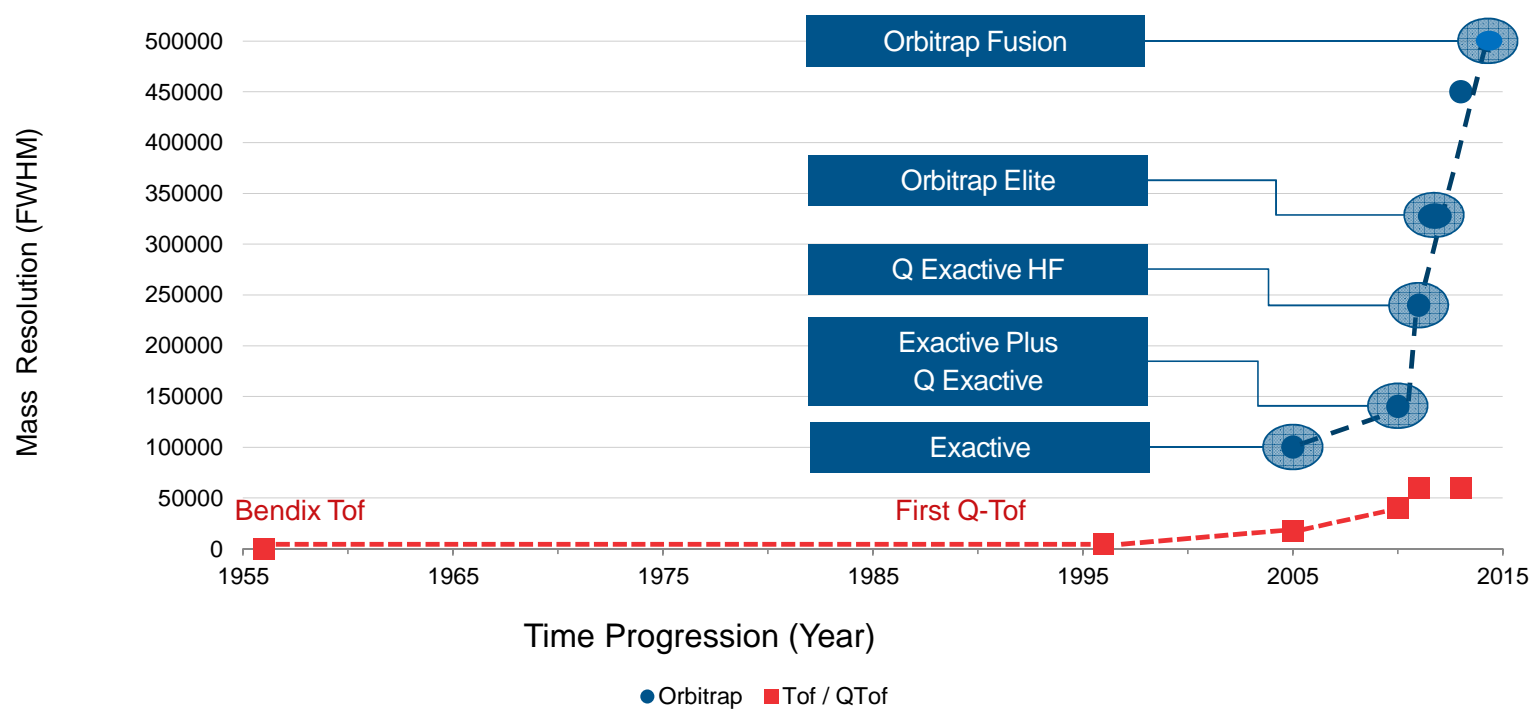 500000
450000
400000
350000
300000
250000
200000
150000
100000
50000
0
Mass Resolution (FWHM)
Orbitrap Fusion
Orbitrap Elite
Q Exactive HF
Exactive Plus
Q Exactive
Exactive
Bendix Tof
First Q-Tof
1955
1965
1975
1985
1995
2005
2015
Time Progression (Year)
Orbitrap
Tof / QTof